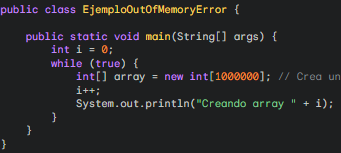 public class EjemploOutOfMemoryError {
    public static void main(String[] args) {
        int i = 0;
        while (true) {
            int[] array = new int[1000000]; // Crea un
            i++;
            System.out.println("Creando array " + i);
        }
    }
}